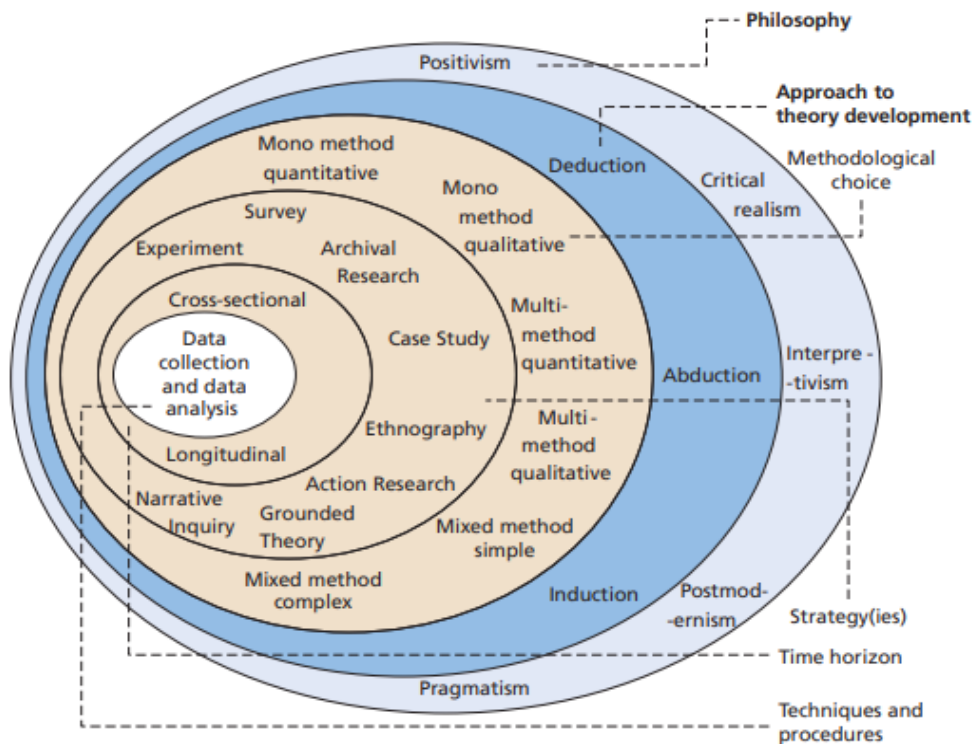 Philosophy
Positivism
Approach to
theory development
Mono method
quantitative
Deduction
Methodological
choice
Mono
method
qualitative
Critical
realism
Survey
Experiment
Archival
Research
Cross-sectional
Multi-
method
quantitative
Data
collection
and data
analysis
Case Study
Interpre -
-tivism
Abduction
Ethnography
Multi -
method
qualitative
Longitudinal
Action Research
Narrative
Inquiry
Grounded
Theory
Mixed method
simple
Mixed method
complex
Induction
Postmod-
-ernism
Strategy(ies)
Time horizon
Pragmatism
Techniques and
procedures